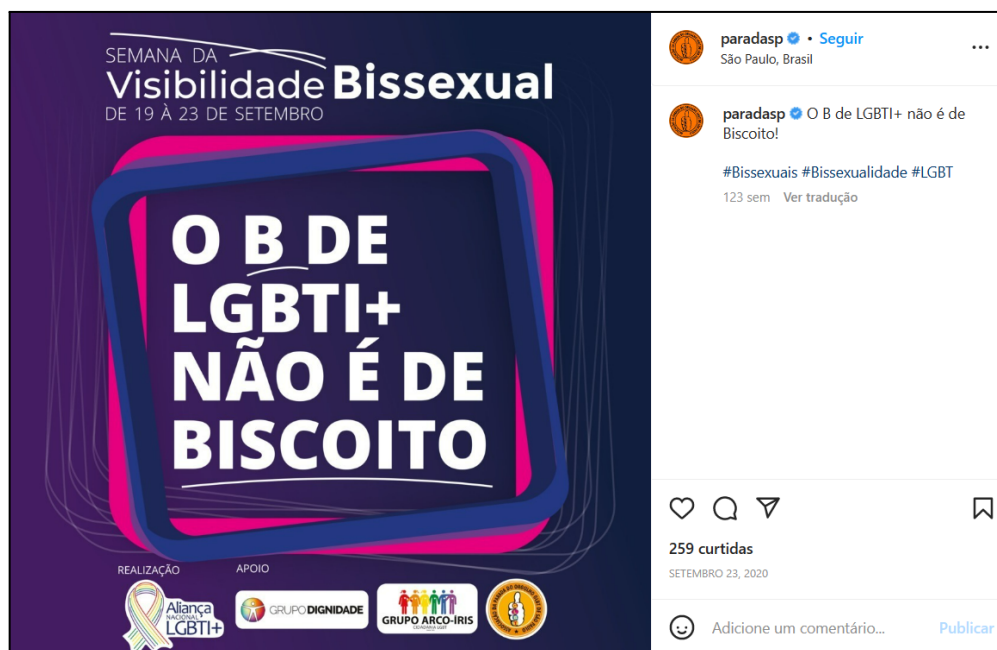 SEMANA DA
Visibilidade Bissexual
DE 19 À 23 DE SETEMBRO
O B DE
LGBTI+
NÃO É DE
BISCOITO
REALIZAÇÃO
APOIO
Aliança
NACIONAL
LGBTI+
GRUPO DIGNIDADE
GRUPO ARCO-ÍRIS
CIDADANIA LGBT
paradasp • Seguir
São Paulo, Brasil
paradasp O B de LGBTI+ não é de
Biscoito!
#Bissexuais #Bissexualidade #LGBT
123 sem Ver tradução
259 curtidas
SETEMBRO 23, 2020
Adicione um comentário... Publicar